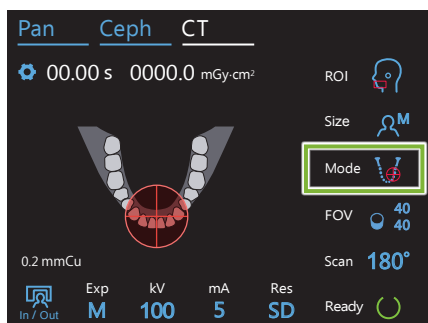 Pan Ceph CT
00.00 s 0000.0 mGy·cm²
ROI
Size M
Mode
FOV 40
40
0.2 mmCu
Scan 180°
Exp kV mA Res
In / Out M 100 5 SD
Ready